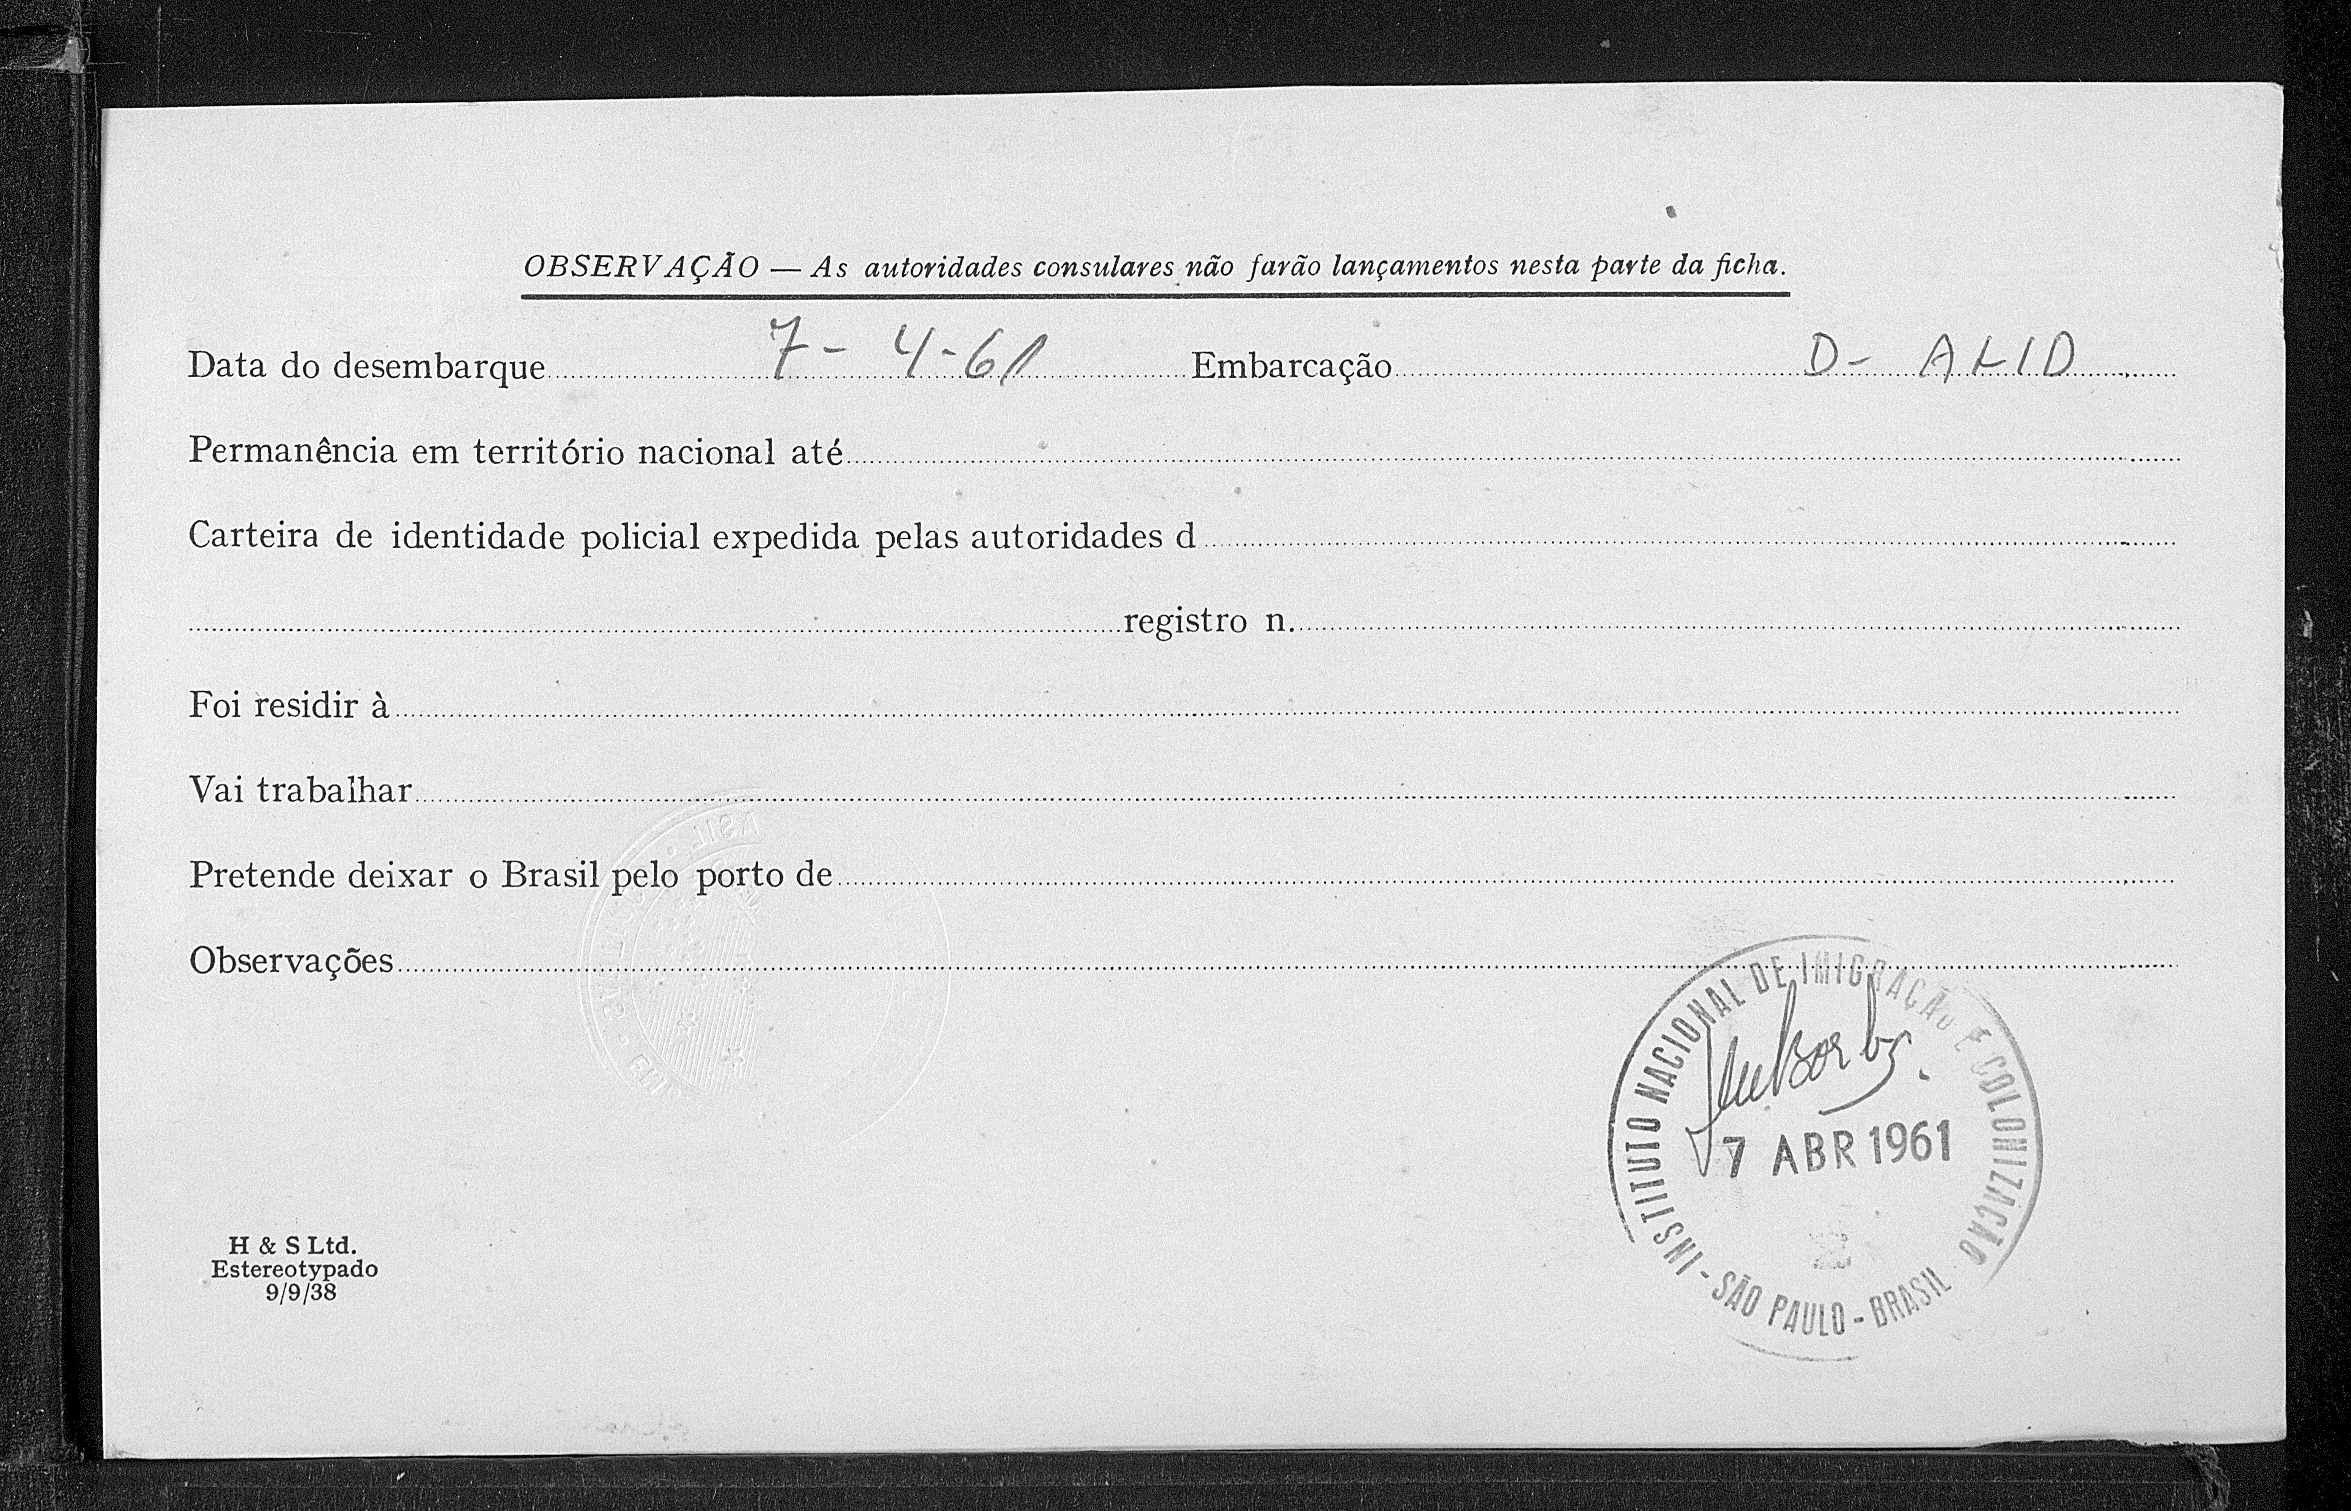 OBSERVAÇÃO — As autoridades consulares não farão lançamentos nesta parte da ficha.
Data do desembarque 7-4-61 Embarcação D-ALID
Permanência em território nacional até
Carteira de identidade policial expedida pelas autoridades d
registro n.
Foi residir à
Vai trabalhar
Pretende deixar o Brasil pelo porto de
Observações
INSTITUTO NACIONAL DE IMIGRAÇÃO E COLONIZAÇÃO
7 ABR 1961
- SÃO PAULO - BRASIL -
H & S Ltd.
Estereotypado
9/9/38